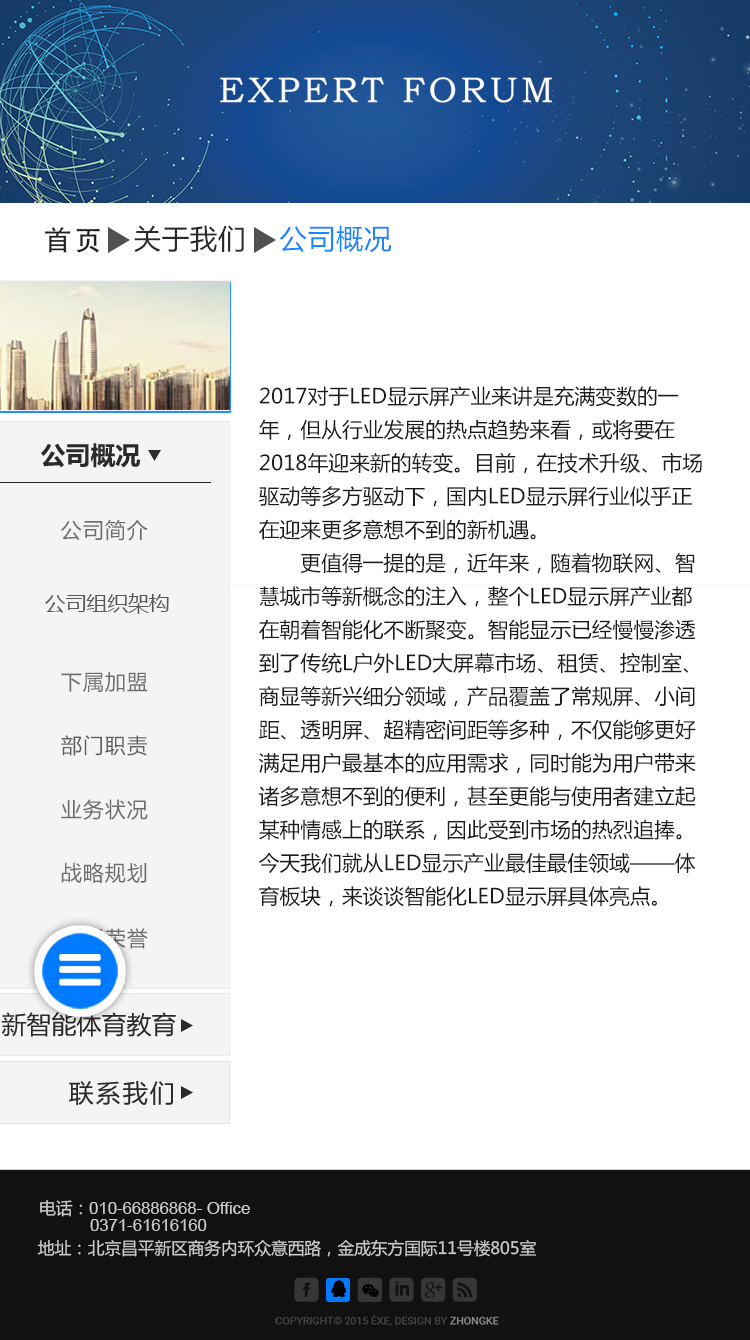 EXPERT FORUM
首页▶关于我们▶公司概况
公司概况▼
公司简介
公司组织架构
下属加盟
部门职责
业务状况
战略规划
荣誉
新智能体育教育▶
联系我们▶
2017对于LED显示屏产业来讲是充满变数的一
年，但从行业发展的热点趋势来看，或将要在
2018年迎来新的转变。目前，在技术升级、市场
驱动等多方驱动下，国内LED显示屏行业似乎正
在迎来更多意想不到的新机遇。
更值得一提的是，近年来，随着物联网、智
慧城市等新概念的注入，整个LED显示屏产业都
在朝着智能化不断聚变。智能显示已经慢慢渗透
到了传统L户外LED大屏幕市场、租赁、控制室、
商显等新兴细分领域，产品覆盖了常规屏、小间
距、透明屏、超精密间距等多种，不仅能够更好
满足用户最基本的应用需求，同时能为用户带来
诸多意想不到的便利，甚至更能与使用者建立起
某种情感上的联系，因此受到市场的热烈追捧。
今天我们就从LED显示产业最佳最佳领域——体
育板块，来谈谈智能化LED显示屏具体亮点。
电话：010-66886868- Office
0371-61616160
地址：北京昌平新区商务内环众意西路，金成东方国际11号楼805室
f in g+
COPYRIGHT© 2015 ËXE, DESIGN BY ZHONGKE